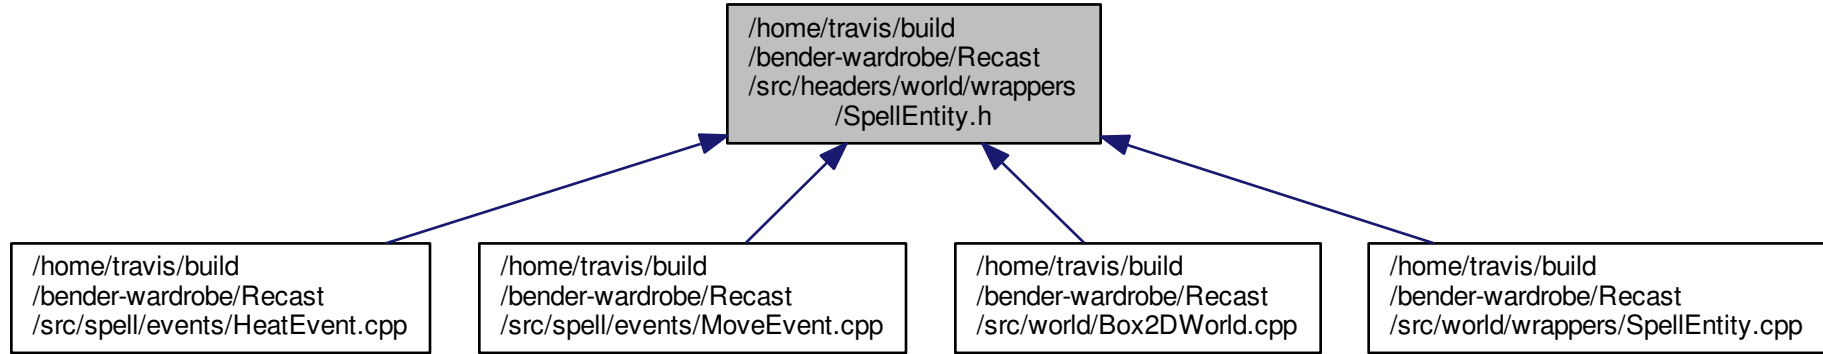 /home/travis/build
/bender-wardrobe/Recast
/src/headers/world/wrappers
/SpellEntity.h
/home/travis/build
/bender-wardrobe/Recast
/src/spell/events/HeatEvent.cpp
/home/travis/build
/bender-wardrobe/Recast
/src/spell/events/MoveEvent.cpp
/home/travis/build
/bender-wardrobe/Recast
/src/world/Box2DWorld.cpp
/home/travis/build
/bender-wardrobe/Recast
/src/world/wrappers/SpellEntity.cpp